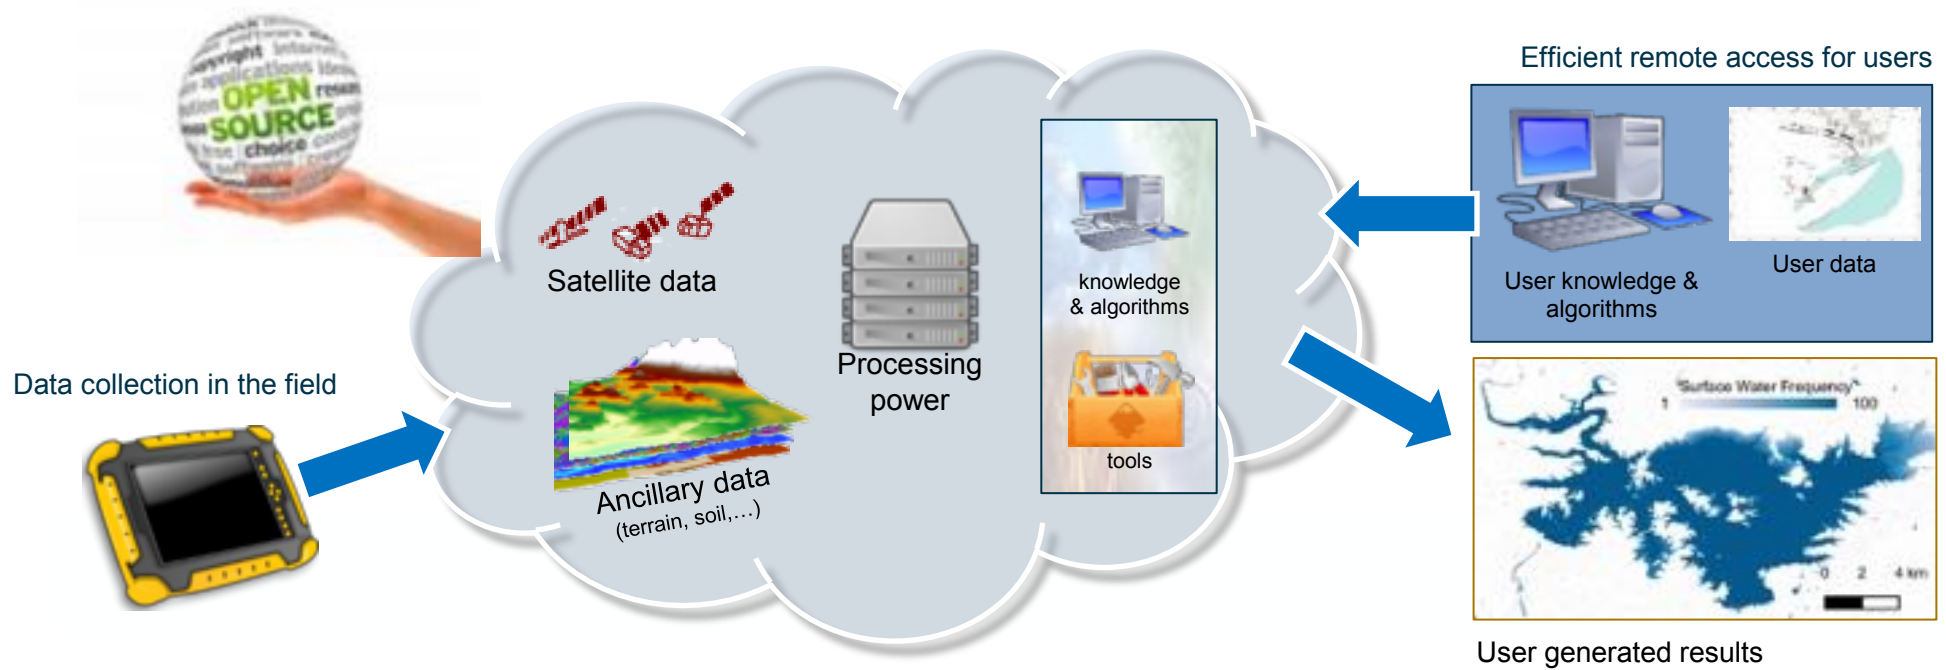 copyright
applications
OPEN
SOURCE
choice
Efficient remote access for users
User knowledge &
algorithms
User data
Satellite data
Processing
power
knowledge
& algorithms
tools
Ancillary data
(terrain, soil,...)
Data collection in the field
Surface Water Frequency
1 100
0 2 4 km
User generated results